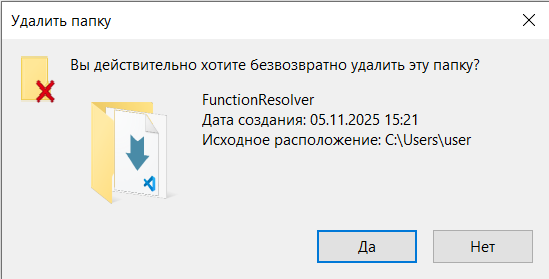 Удалить папку
Вы действительно хотите безвозвратно удалить эту папку?
FunctionResolver
Дата создания: 05.11.2025 15:21
Исходное расположение: C:\Users\user
Да
Нет